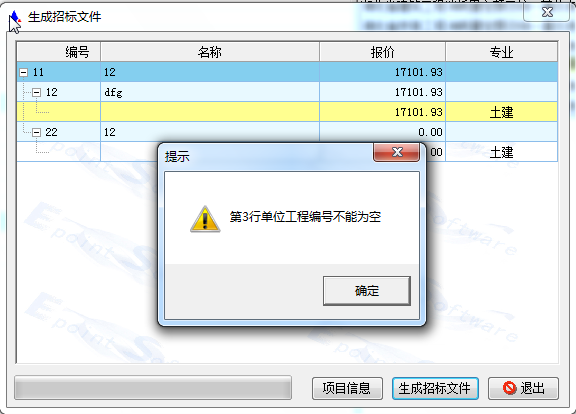 生成招标文件
编号 名称 报价 专业
11 12 17101.93
12 dfg 17101.93
17101.93 土建
22 12 0.00
00 土建
提示
第3行单位工程编号不能为空
确定
项目信息 生成招标文件 退出
Epoint Software